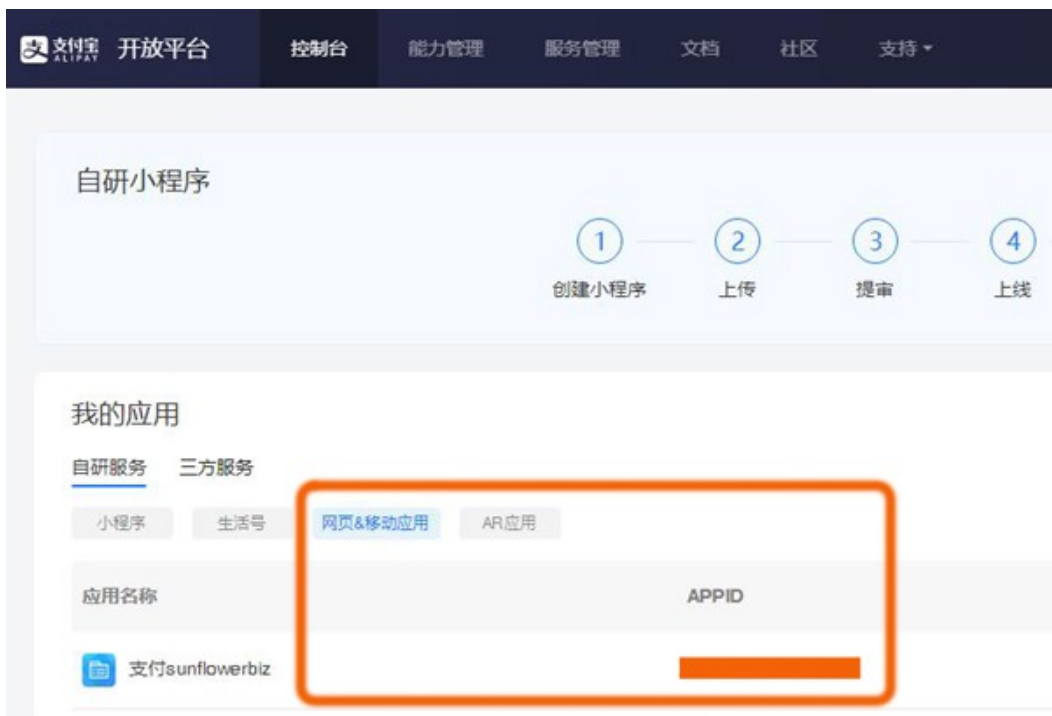 支付宝 ALIPAY 开放平台 控制台 能力管理 服务管理 文档 社区 支持
自研小程序
1 2 3 4
创建小程序 上传 提审 上线
我的应用
自研服务 三方服务
小程序 生活号 网页&移动应用 AR应用
应用名称 APPID
支付sunflowerbiz